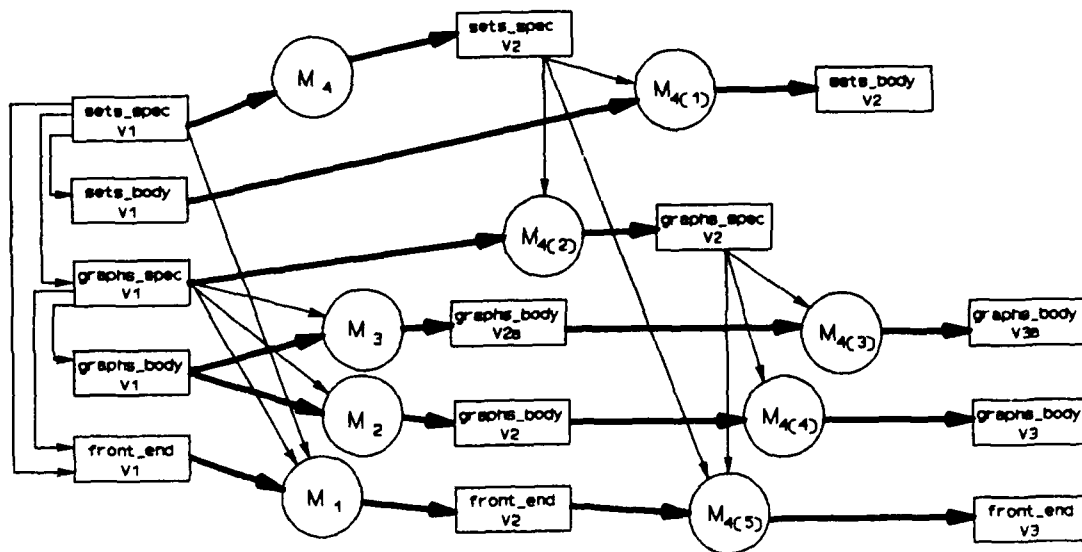 sets_spec
V2
M 4
M4(1)
sets_body
V2
sets_spec
V1
sets_body
V1
M4(2)
graphs_spec
V2
graphs_spec
V1
M 3
graphs_body
V2a
M4(3)
graphs_body
V3a
graphs_body
V1
M 2
graphs_body
V2
M4(4)
graphs_body
V3
front_end
V1
M 1
front_end
V2
M4(5)
front_end
V3